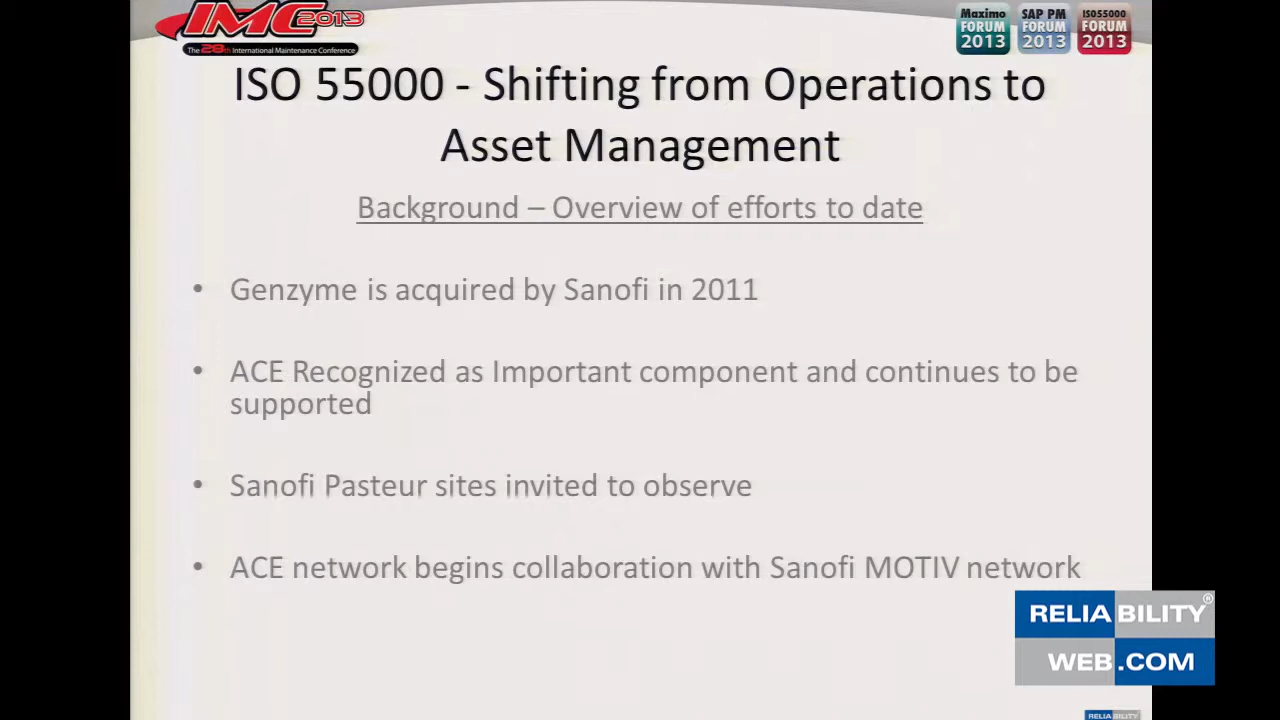 IMC 2013
The 28th International Maintenance Conference
Maximo
FORUM
2013
SAP PM
FORUM
2013
ISO55000
FORUM
2013
ISO 55000 - Shifting from Operations to
Asset Management
Background – Overview of efforts to date
• Genzyme is acquired by Sanofi in 2011
• ACE Recognized as Important component and continues to be
supported
• Sanofi Pasteur sites invited to observe
• ACE network begins collaboration with Sanofi MOTIV network
RELIABILITY®
WEB.COM
RELIABILITY